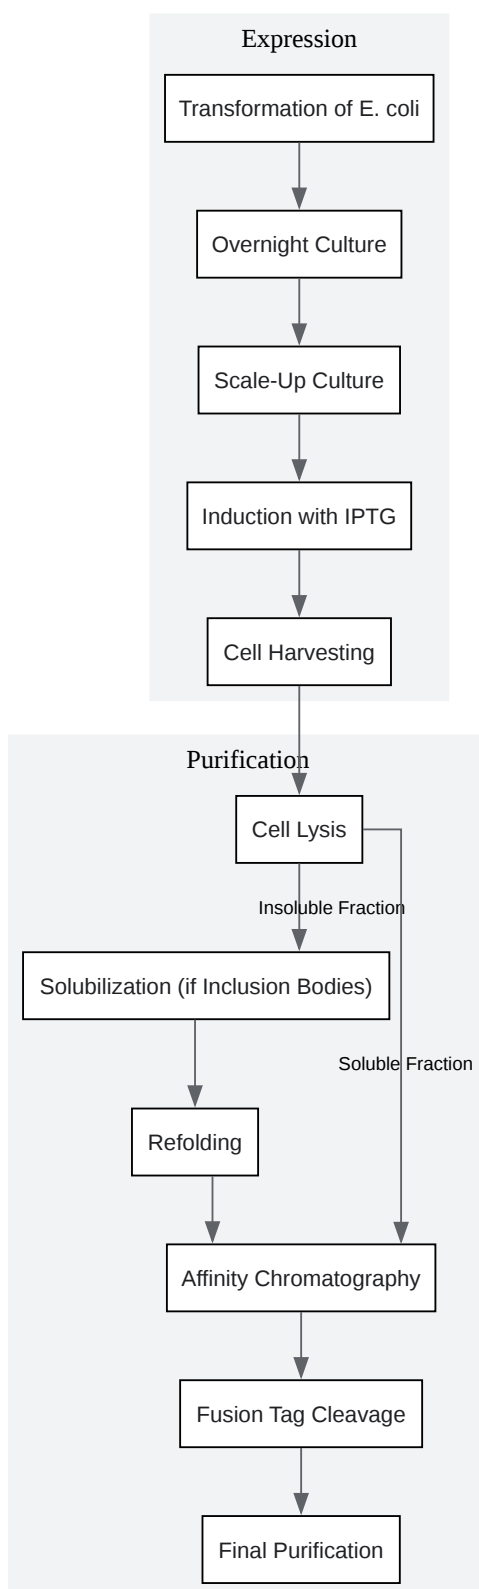 Expression
Transformation of E. coli
Overnight Culture
Scale-Up Culture
Induction with IPTG
Cell Harvesting
Purification
Cell Lysis
Insoluble Fraction
Solubilization (if Inclusion Bodies)
Soluble Fraction
Refolding
Affinity Chromatography
Fusion Tag Cleavage
Final Purification